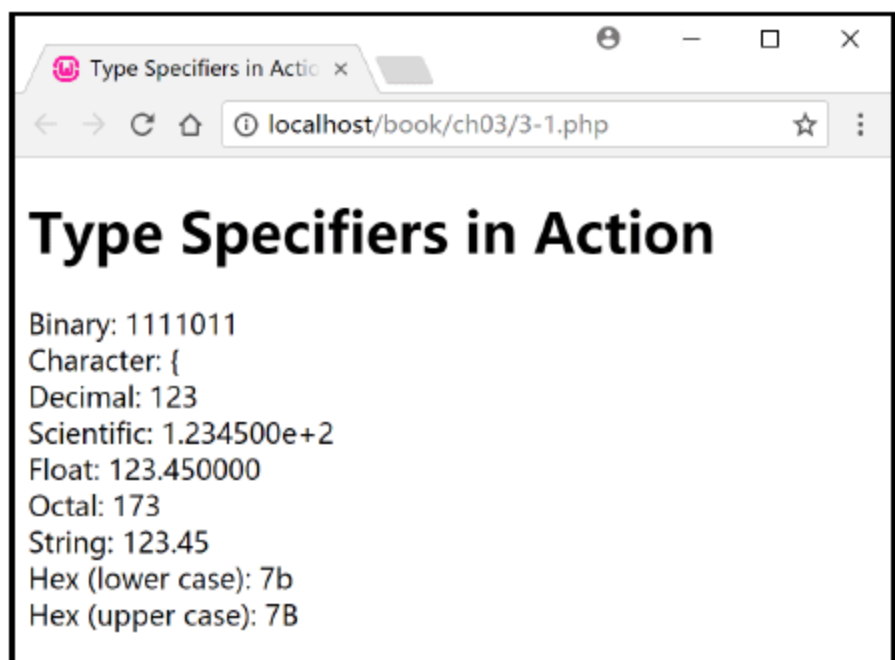 Type Specifiers in Actio
localhost/book/ch03/3-1.php
Type Specifiers in Action
Binary: 1111011
Character: {
Decimal: 123
Scientific: 1.234500e+2
Float: 123.450000
Octal: 173
String: 123.45
Hex (lower case): 7b
Hex (upper case): 7B